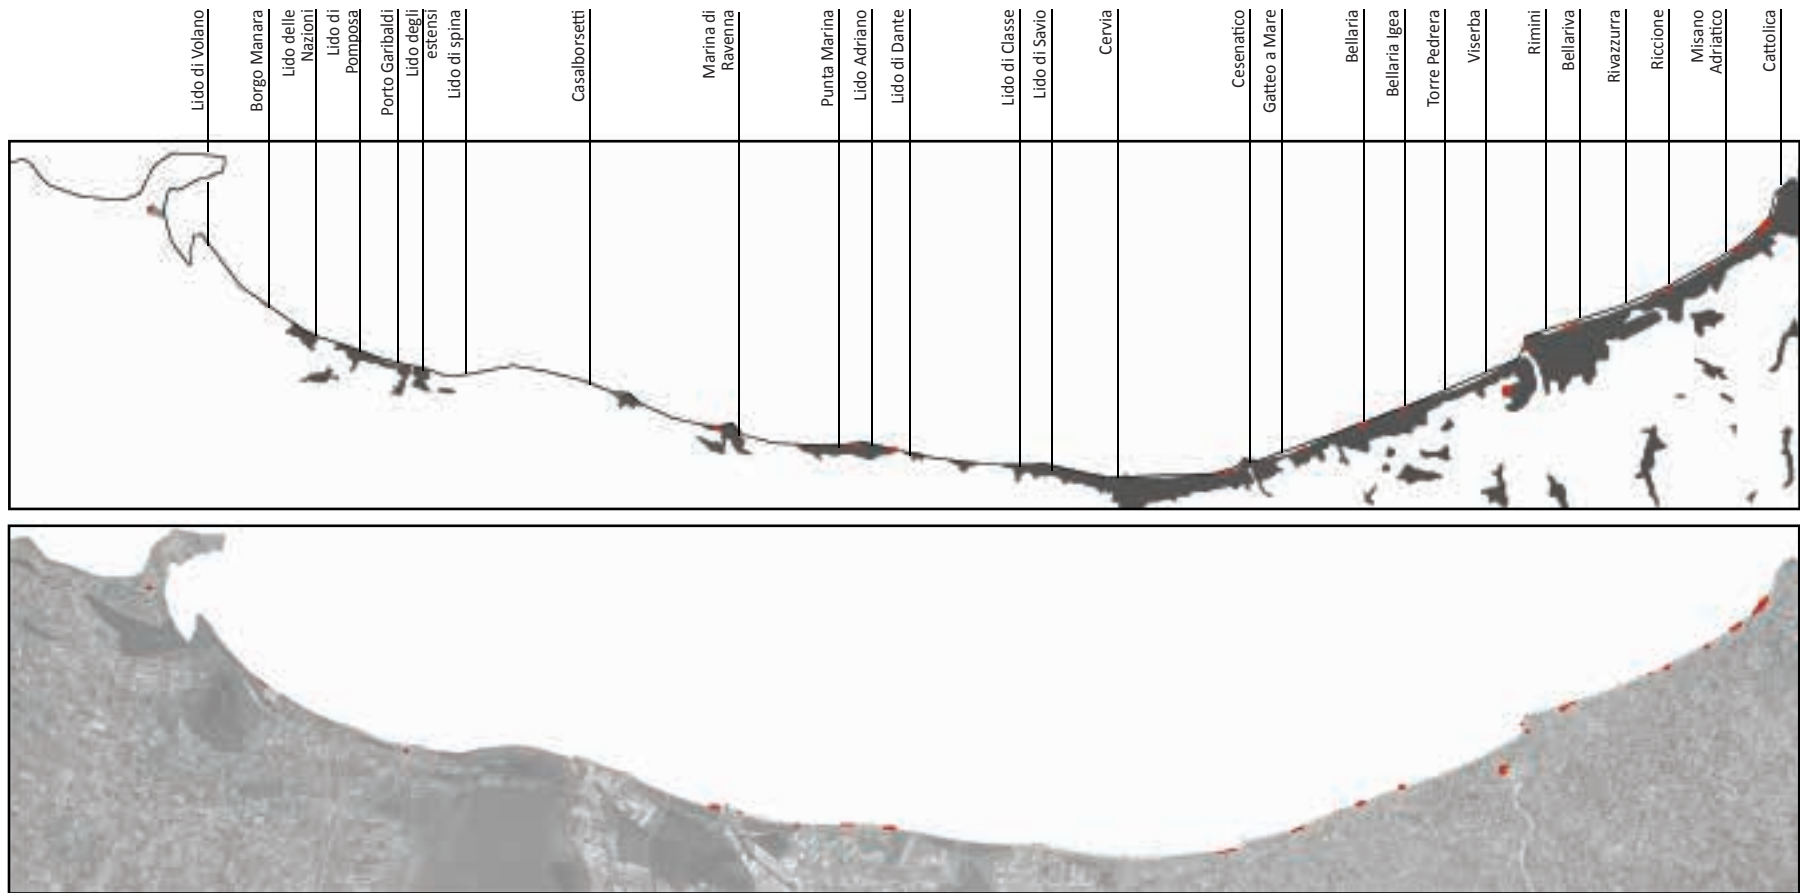 Lido di Volano
Borgo Manara
Lido delle
Nazioni
Lido di
Pomposa
Porto Garibaldi
Lido degli
estensi
Lido di spina
Casalborsetti
Marina di
Ravenna
Punta Marina
Lido Adriano
Lido di Dante
Lido di Classe
Lido di Savio
Cervia
Cesenatico
Gatteo a Mare
Bellaria
Bellaria Igea
Torre Pedrera
Viserba
Rimini
Bellariva
Rivazzurra
Riccione
Misano
Adriatico
Cattolica